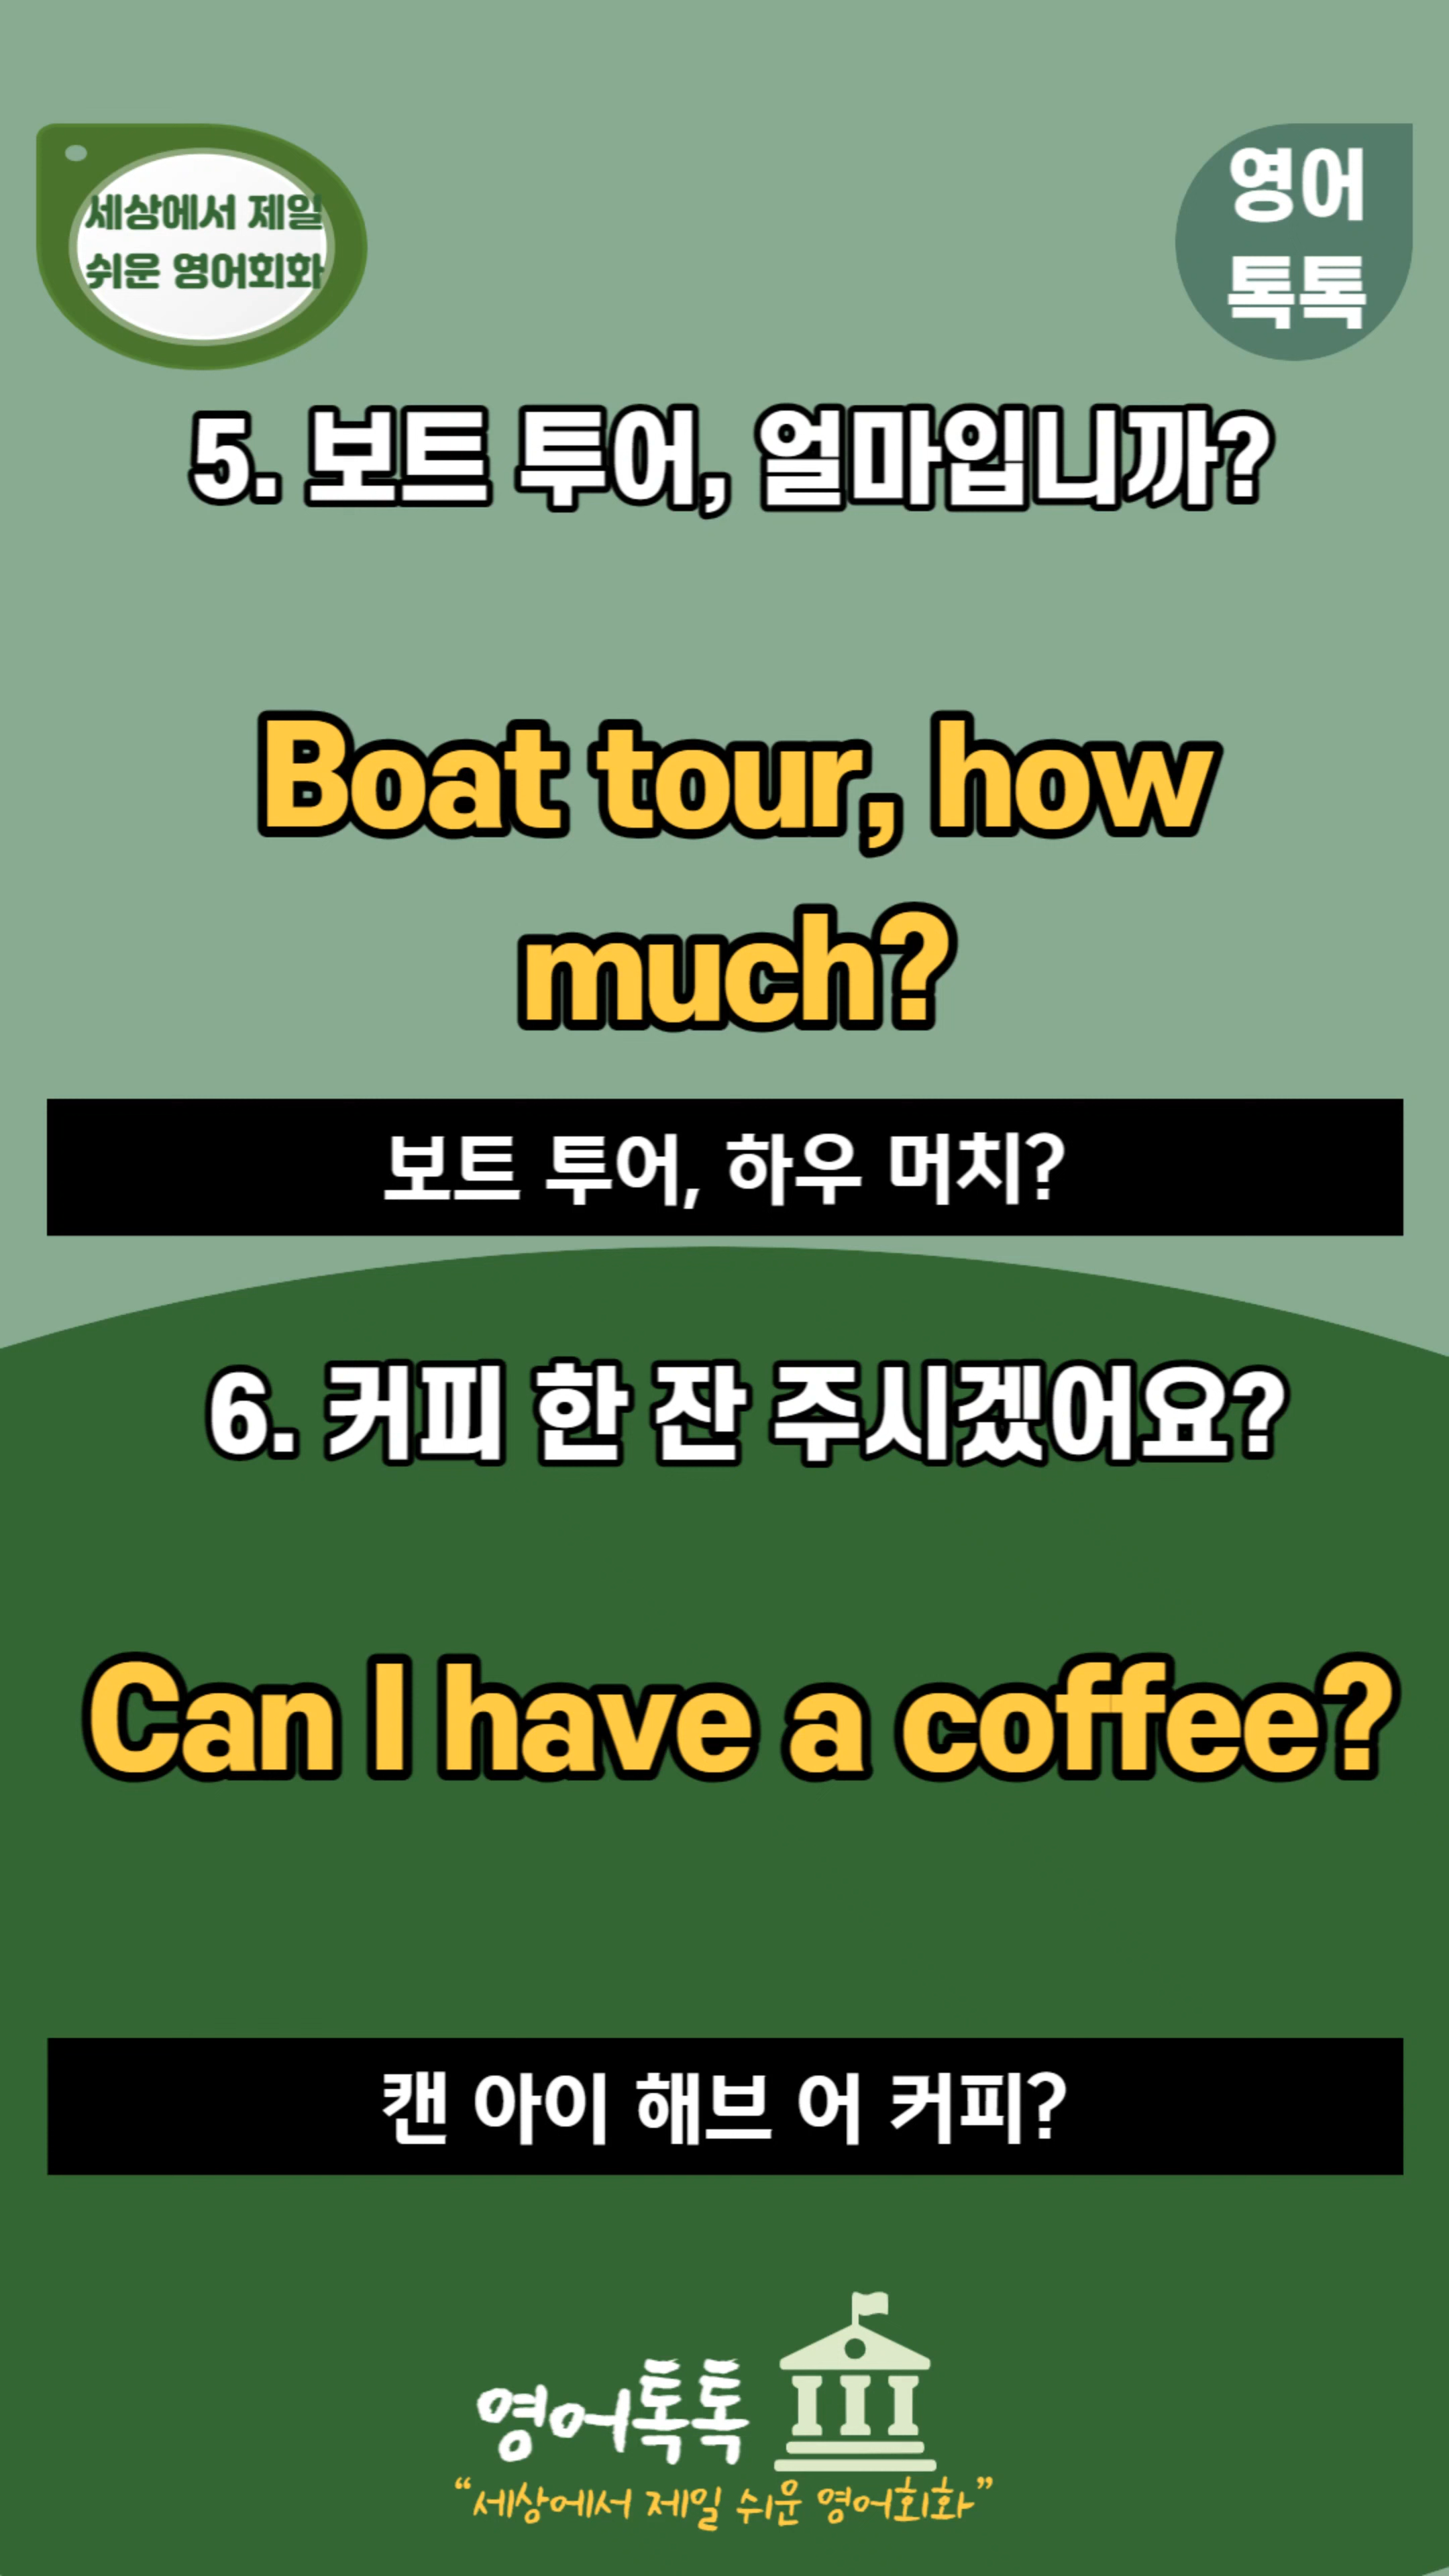 세상에서 제일
쉬운 영어회화
영어
톡톡
5. 보트 투어, 얼마입니까?
Boat tour, how
much?
보트 투어, 하우 머치?
6. 커피 한 잔 주시겠어요?
Can I have a coffee?
캔 아이 해브 어 커피?
영어톡톡
“세상에서 제일 쉬운 영어회화”